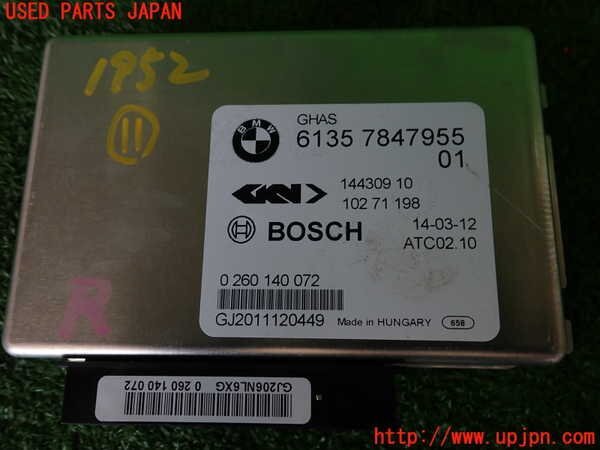 USED PARTS JAPAN
1952
11
R
BMW
GHAS
6135 7847955
01
GKN
144309 10
102 71 198
BOSCH
14-03-12
ATC02.10
0 260 140 072
GJ2011120449
Made in HUNGARY
656
GJ206NL6XG 0 260 140 072
http://www.upjpn.com